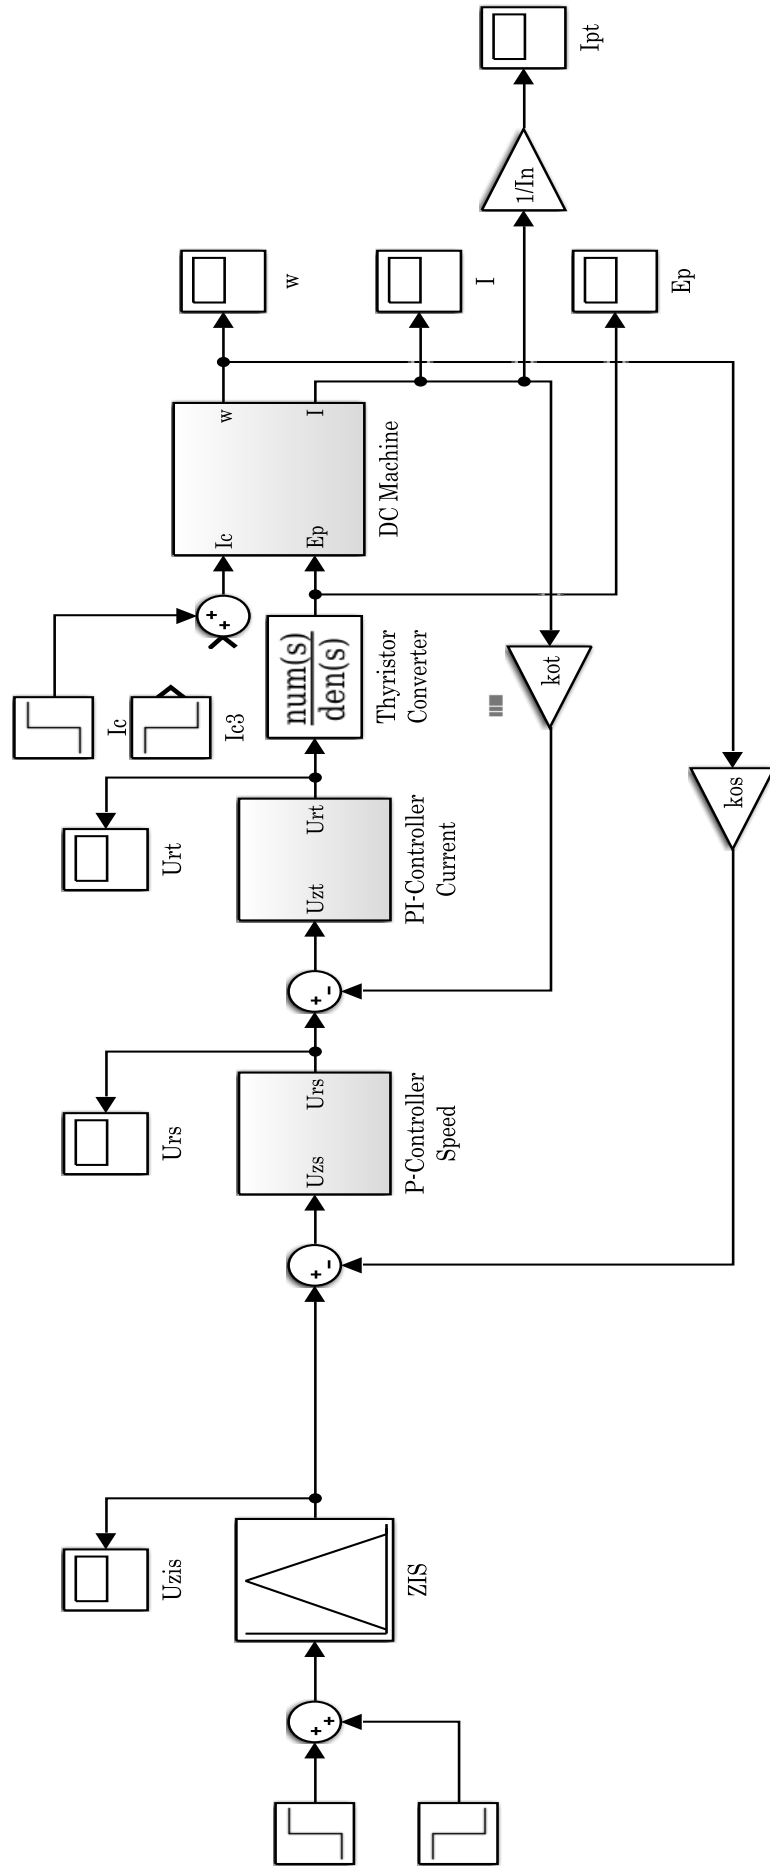 Uzis
ZIS
Urs
Uzs
Urs
P-Controller
Speed
Urt
Uzt
Urt
PI-Controller
Current
Ic
Ic3
num(s)
den(s)
Thyristor
Converter
Ic
w
Ep
I
DC Machine
w
I
Ep
1/In
Ipt
kot
kos
+
+
+
-
+
-
+
+